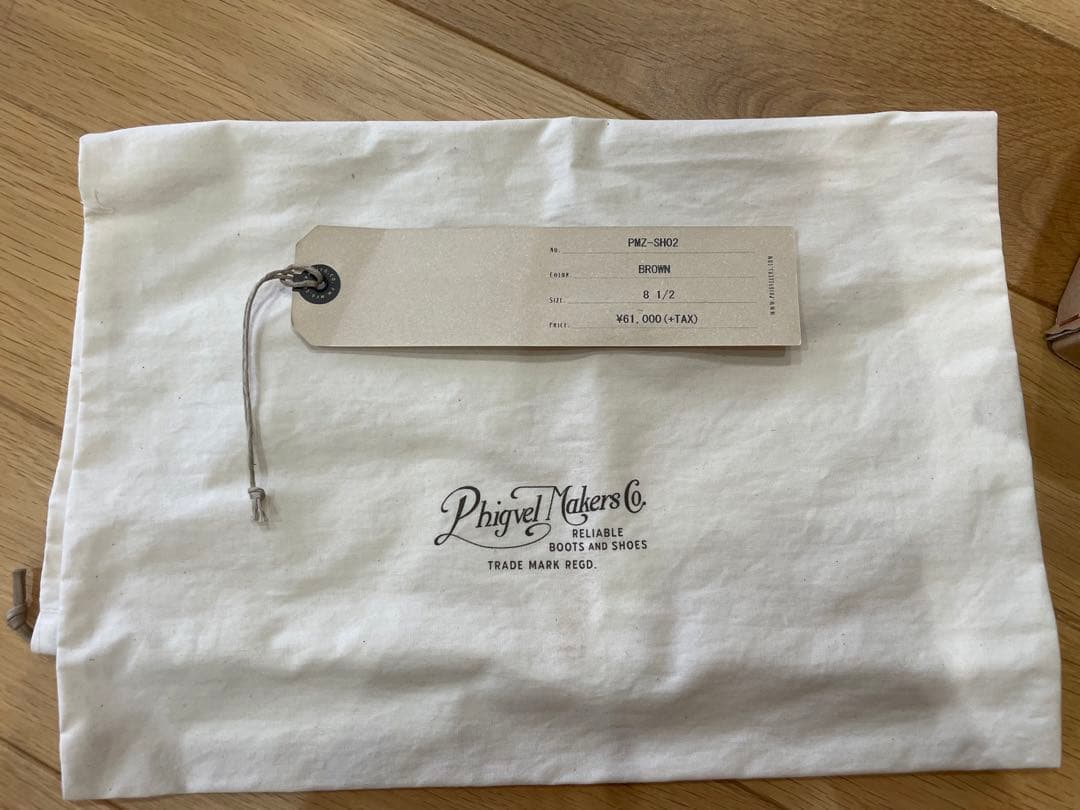 No. PMZ-SH02
Color. BROWN
Size. 8 1/2
Price. ¥61,000(+TAX)
Phigvel Makers Co.
RELIABLE
BOOTS AND SHOES
TRADE MARK REGD.